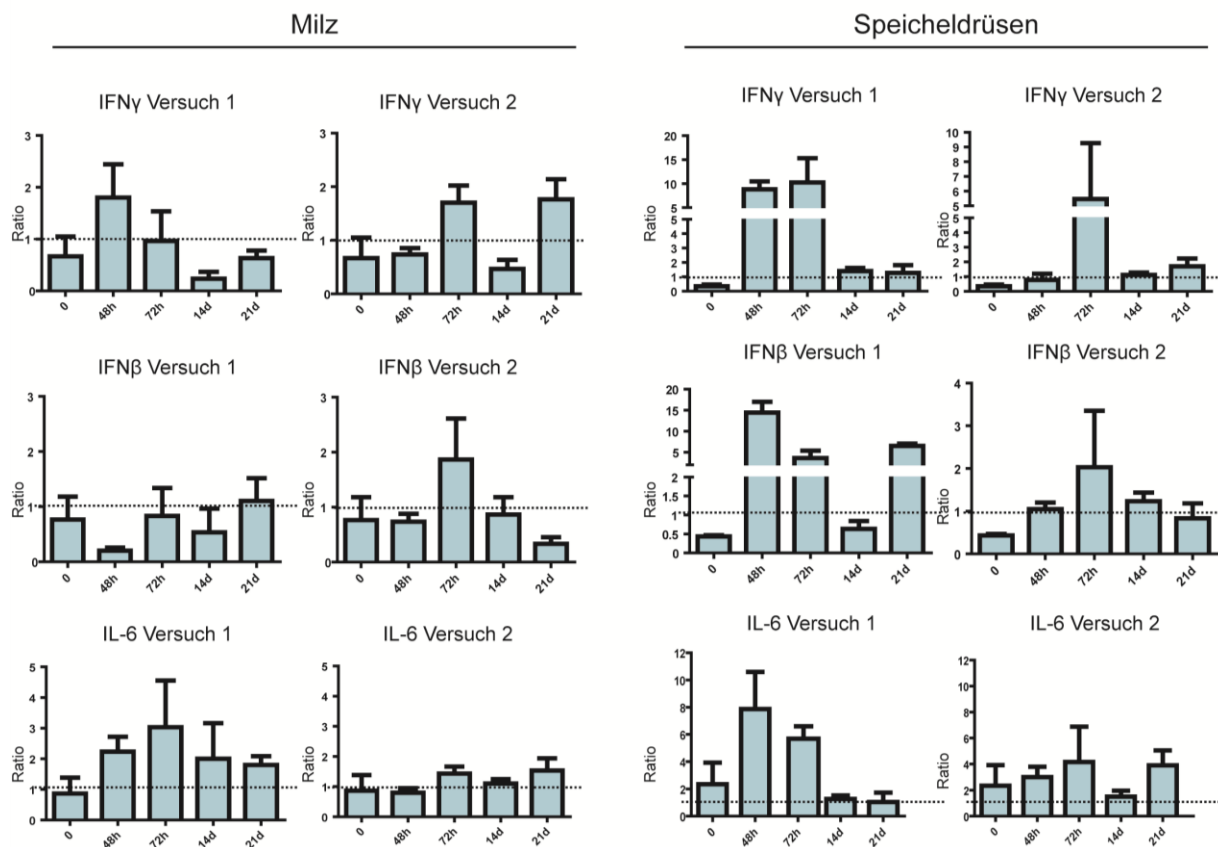 Milz
Speicheldrüsen
IFNγ Versuch 1
3
2
1
0
Ratio
0
48h
72h
14d
21d
IFNγ Versuch 2
3
2
1
0
Ratio
0
48h
72h
14d
21d
IFNγ Versuch 1
20
15
10
5
5
4
3
2
1
0
Ratio
0
48h
72h
14d
21d
IFNγ Versuch 2
10
9
8
7
6
5
5
4
3
2
1
0
Ratio
0
48h
72h
14d
21d
IFNβ Versuch 1
3
2
1
0
Ratio
0
48h
72h
14d
21d
IFNβ Versuch 2
3
2
1
0
Ratio
0
48h
72h
14d
21d
IFNβ Versuch 1
20
15
10
5
2
1.5
1
0.5
0
Ratio
0
48h
72h
14d
21d
IFNβ Versuch 2
4
3
2
1
0
Ratio
0
48h
72h
14d
21d
IL-6 Versuch 1
5
4
3
2
1
0
Ratio
0
48h
72h
14d
21d
IL-6 Versuch 2
5
4
3
2
1
0
Ratio
0
48h
72h
14d
21d
IL-6 Versuch 1
12
10
8
6
4
2
0
Ratio
0
48h
72h
14d
21d
IL-6 Versuch 2
12
10
8
6
4
2
0
Ratio
0
48h
72h
14d
21d